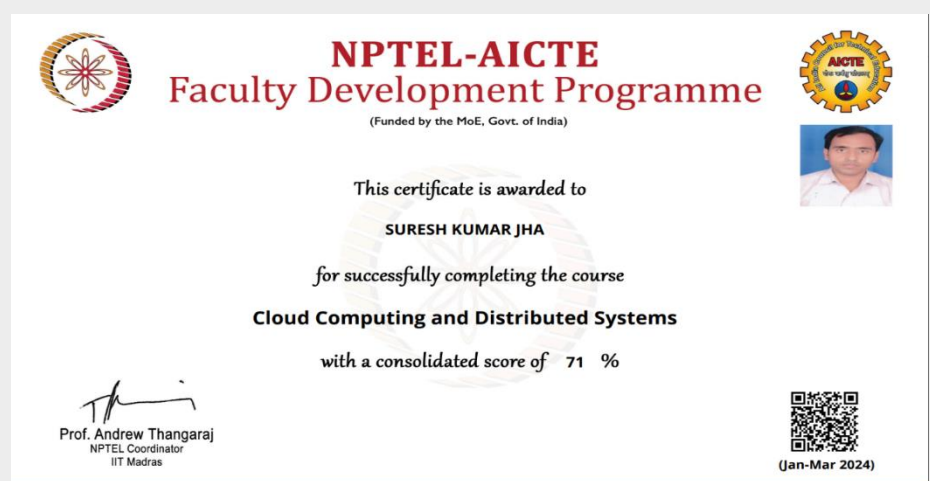 NPTEL-AICTE
Faculty Development Programme
(Funded by the MoE, Govt. of India)
AICTE
This certificate is awarded to
SURESH KUMAR JHA
for successfully completing the course
Cloud Computing and Distributed Systems
with a consolidated score of 71 %
Prof. Andrew Thangaraj
NPTEL Coordinator
IIT Madras
(Jan-Mar 2024)